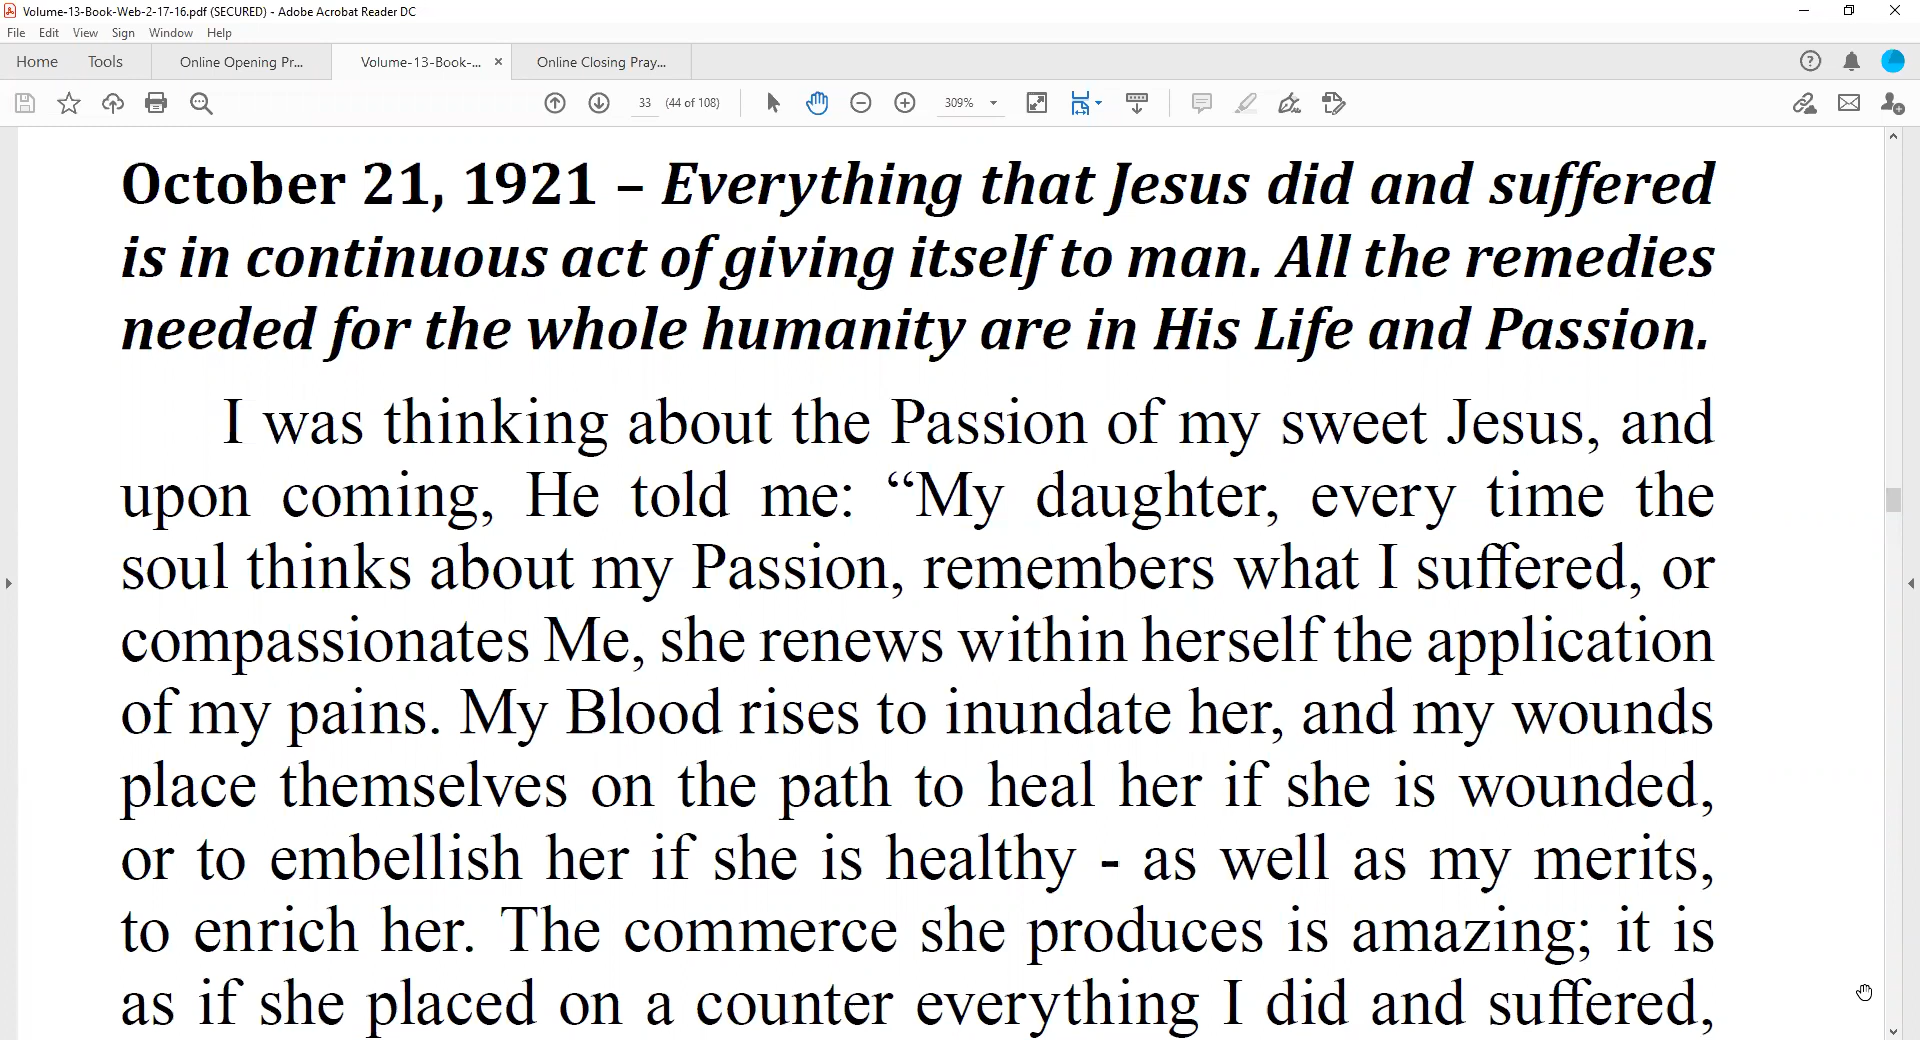 Volume-13-Book-Web-2-17-16.pdf (SECURED) - Adobe Acrobat Reader DC
File Edit View Sign Window Help
Home Tools Online Opening Pr... Volume-13-Book-... × Online Closing Pray...
33 (44 of 108) 309%
October 21, 1921 – Everything that Jesus did and suffered
is in continuous act of giving itself to man. All the remedies
needed for the whole humanity are in His Life and Passion.
I was thinking about the Passion of my sweet Jesus, and
upon coming, He told me: “My daughter, every time the
soul thinks about my Passion, remembers what I suffered, or
compassionates Me, she renews within herself the application
of my pains. My Blood rises to inundate her, and my wounds
place themselves on the path to heal her if she is wounded,
or to embellish her if she is healthy - as well as my merits,
to enrich her. The commerce she produces is amazing; it is
as if she placed on a counter everything I did and suffered,